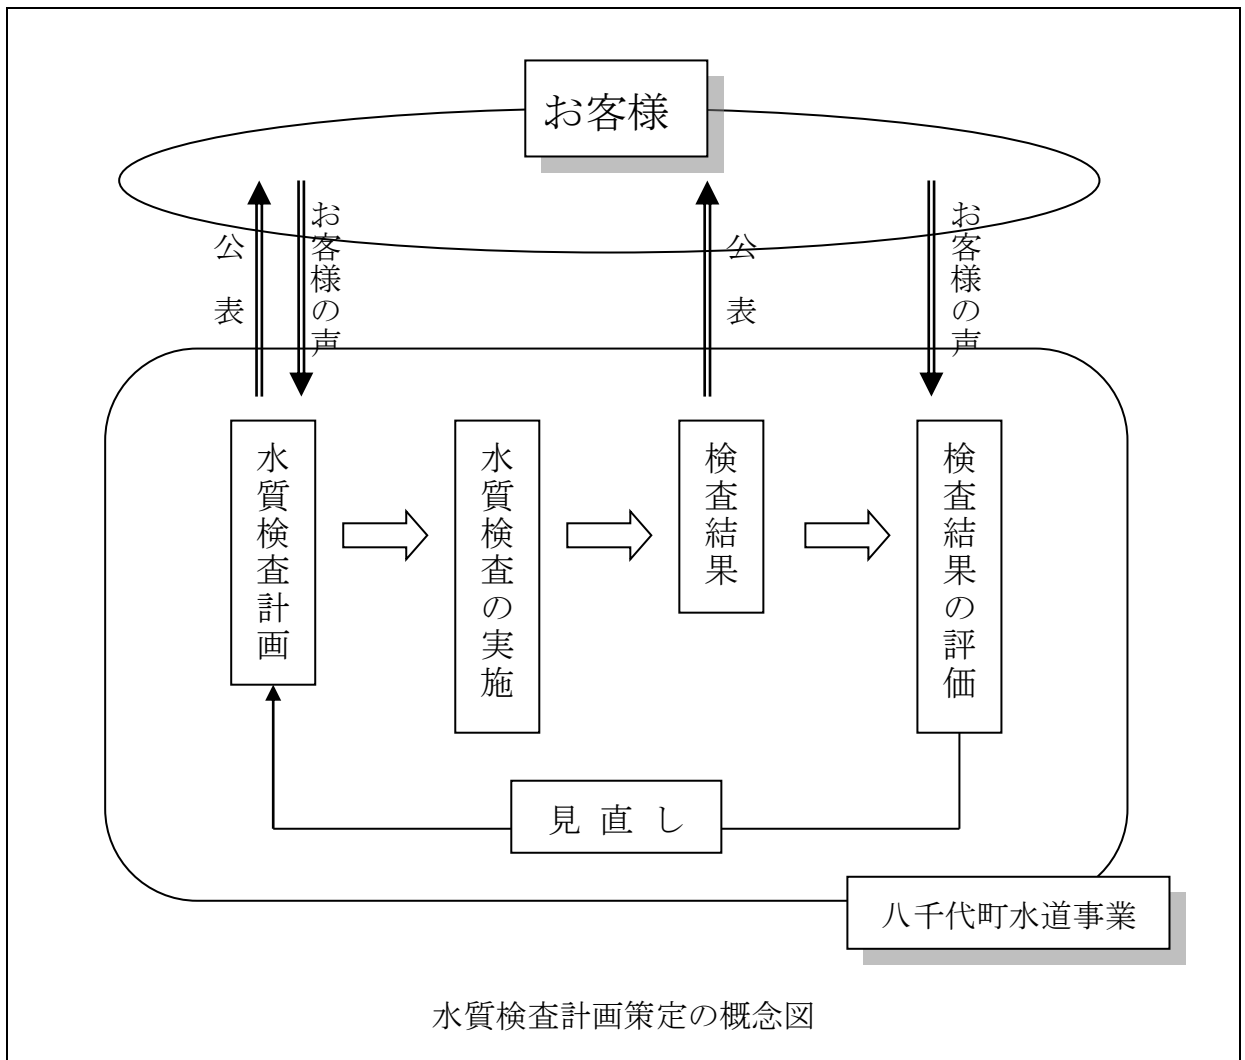 お客様
公表
お客様の声
公表
お客様の声
水質検査計画
水質検査の実施
検査結果
検査結果の評価
見直し
八千代町水道事業
水質検査計画策定の概念図